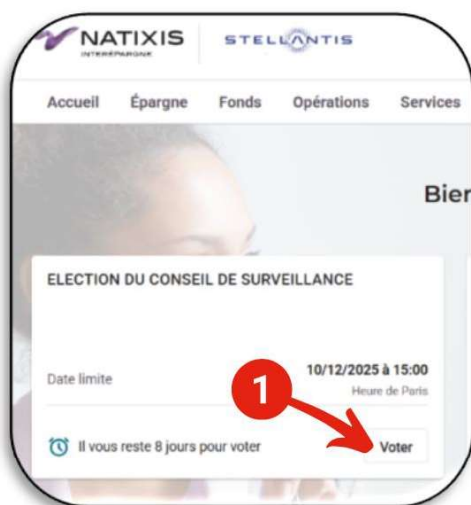 NATIXIS
INTERÉPARGNE
STELLANTIS
Accueil Épargne Fonds Opérations Services
Bien
ELECTION DU CONSEIL DE SURVEILLANCE
Date limite
10/12/2025 à 15:00
Heure de Paris
1
Il vous reste 8 jours pour voter
Voter